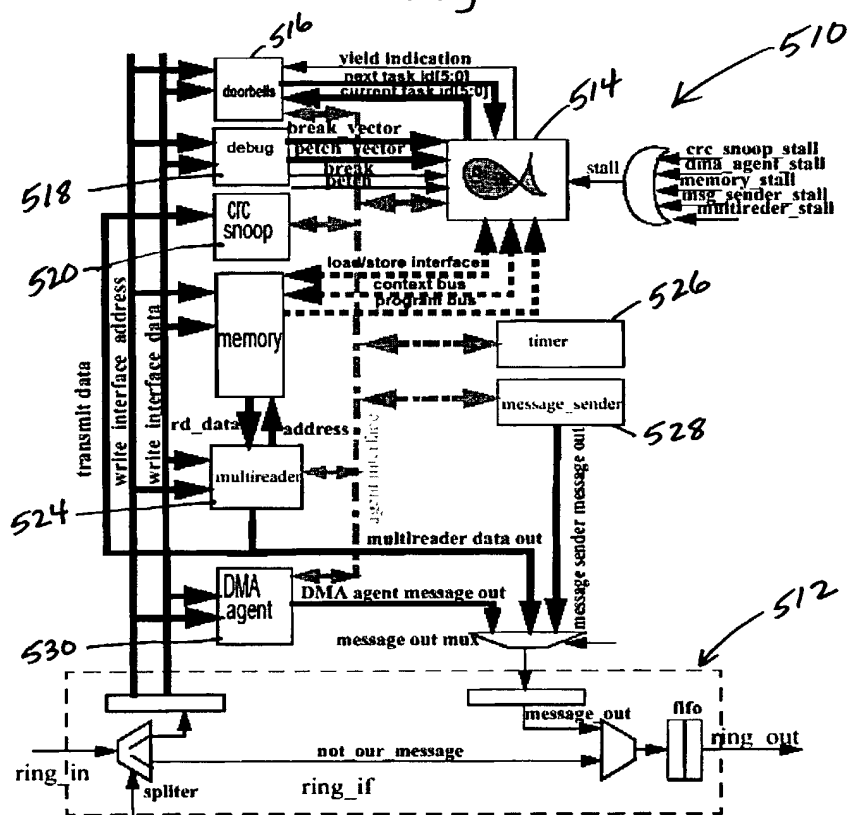 516
510
yield indication
next task id[5:0]
current task id[5:0]
doorbells
514
break_vector
petch_vector
debug
break
petch
518
stall
crc_snoop_stall
dma_agent_stall
memory_stall
msg_sender_stall
multireder_stall
crc
snoop
520
load/store interface
context bus
program bus
memory
526
timer
message_sender
528
transmit data
write interface address
write interface data
rd_data
address
multireader
524
agent interface
multireader data out
message sender message out
DMA
agent
530
DMA agent message out
message out mux
512
message_out
fifo
ring_out
not_our_message
ring_in
spliter
ring_if